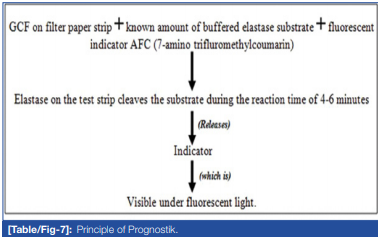 GCF on filter paper strip + known amount of buffered elastase substrate + fluorescent
indicator AFC (7-amino trifluromethylcoumarin)
Elastase on the test strip cleaves the substrate during the reaction time of 4-6 minutes
(Releases)
Indicator
(which is)
Visible under fluorescent light.
[Table/Fig-7]: Principle of Prognostik.